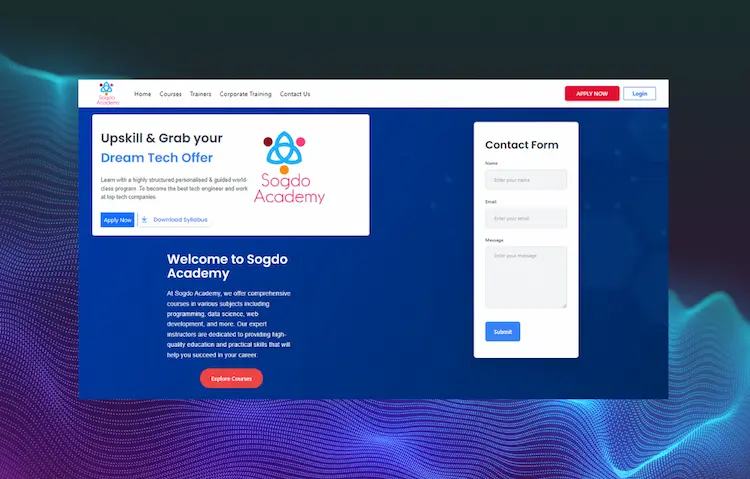 Sogdo
Academy
Home Courses Trainers Corporate Training Contact Us
APPLY NOW
Login
Upskill & Grab your
Dream Tech Offer
Learn with a highly structured personalised & guided world-
class program .To become the best tech engineer and work
at top tech companies.
Apply Now
Download Syllabus
Sogdo
Academy
Welcome to Sogdo
Academy
At Sogdo Academy, we offer comprehensive
courses in various subjects including
programming, data science, web
development, and more. Our expert
instructors are dedicated to providing high-
quality education and practical skills that will
help you succeed in your career.
Explore Courses
Contact Form
Name
Enter your name
Email
Enter your email
Message
Enter your message
Submit